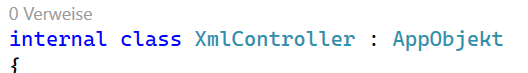 0 Verweise
internal class XmlController : AppObjekt
{